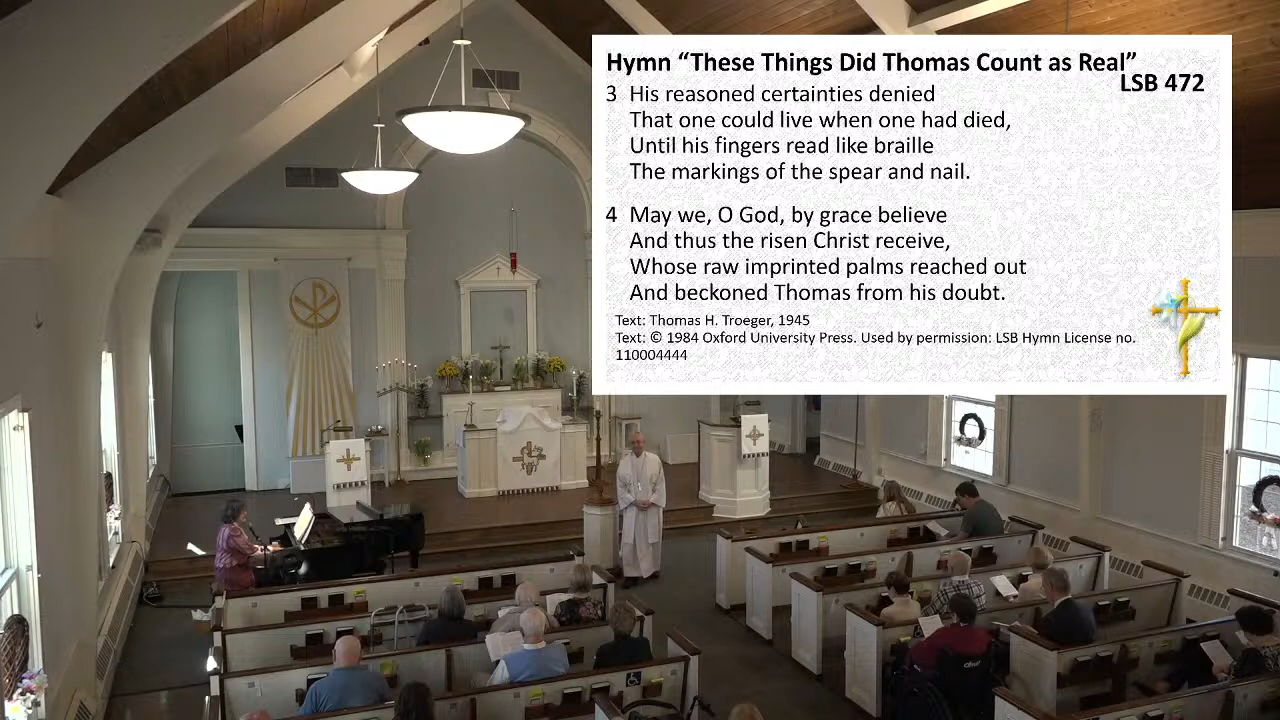 Hymn “These Things Did Thomas Count as Real”
LSB 472
3 His reasoned certainties denied
That one could live when one had died,
Until his fingers read like braille
The markings of the spear and nail.
4 May we, O God, by grace believe
And thus the risen Christ receive,
Whose raw imprinted palms reached out
And beckoned Thomas from his doubt.
Text: Thomas H. Troeger, 1945
Text: © 1984 Oxford University Press. Used by permission: LSB Hymn License no.
110004444